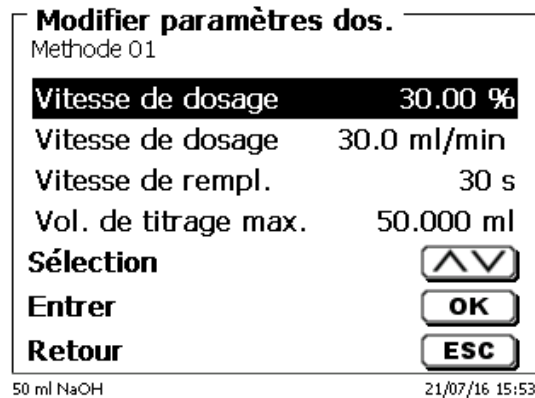 Modifier paramètres dos.
Methode 01
Vitesse de dosage 30.00 %
Vitesse de dosage 30.0 ml/min
Vitesse de rempl. 30 s
Vol. de titrage max. 50.000 ml
Sélection
Entrer OK
Retour ESC
50 ml NaOH 21/07/16 15:53